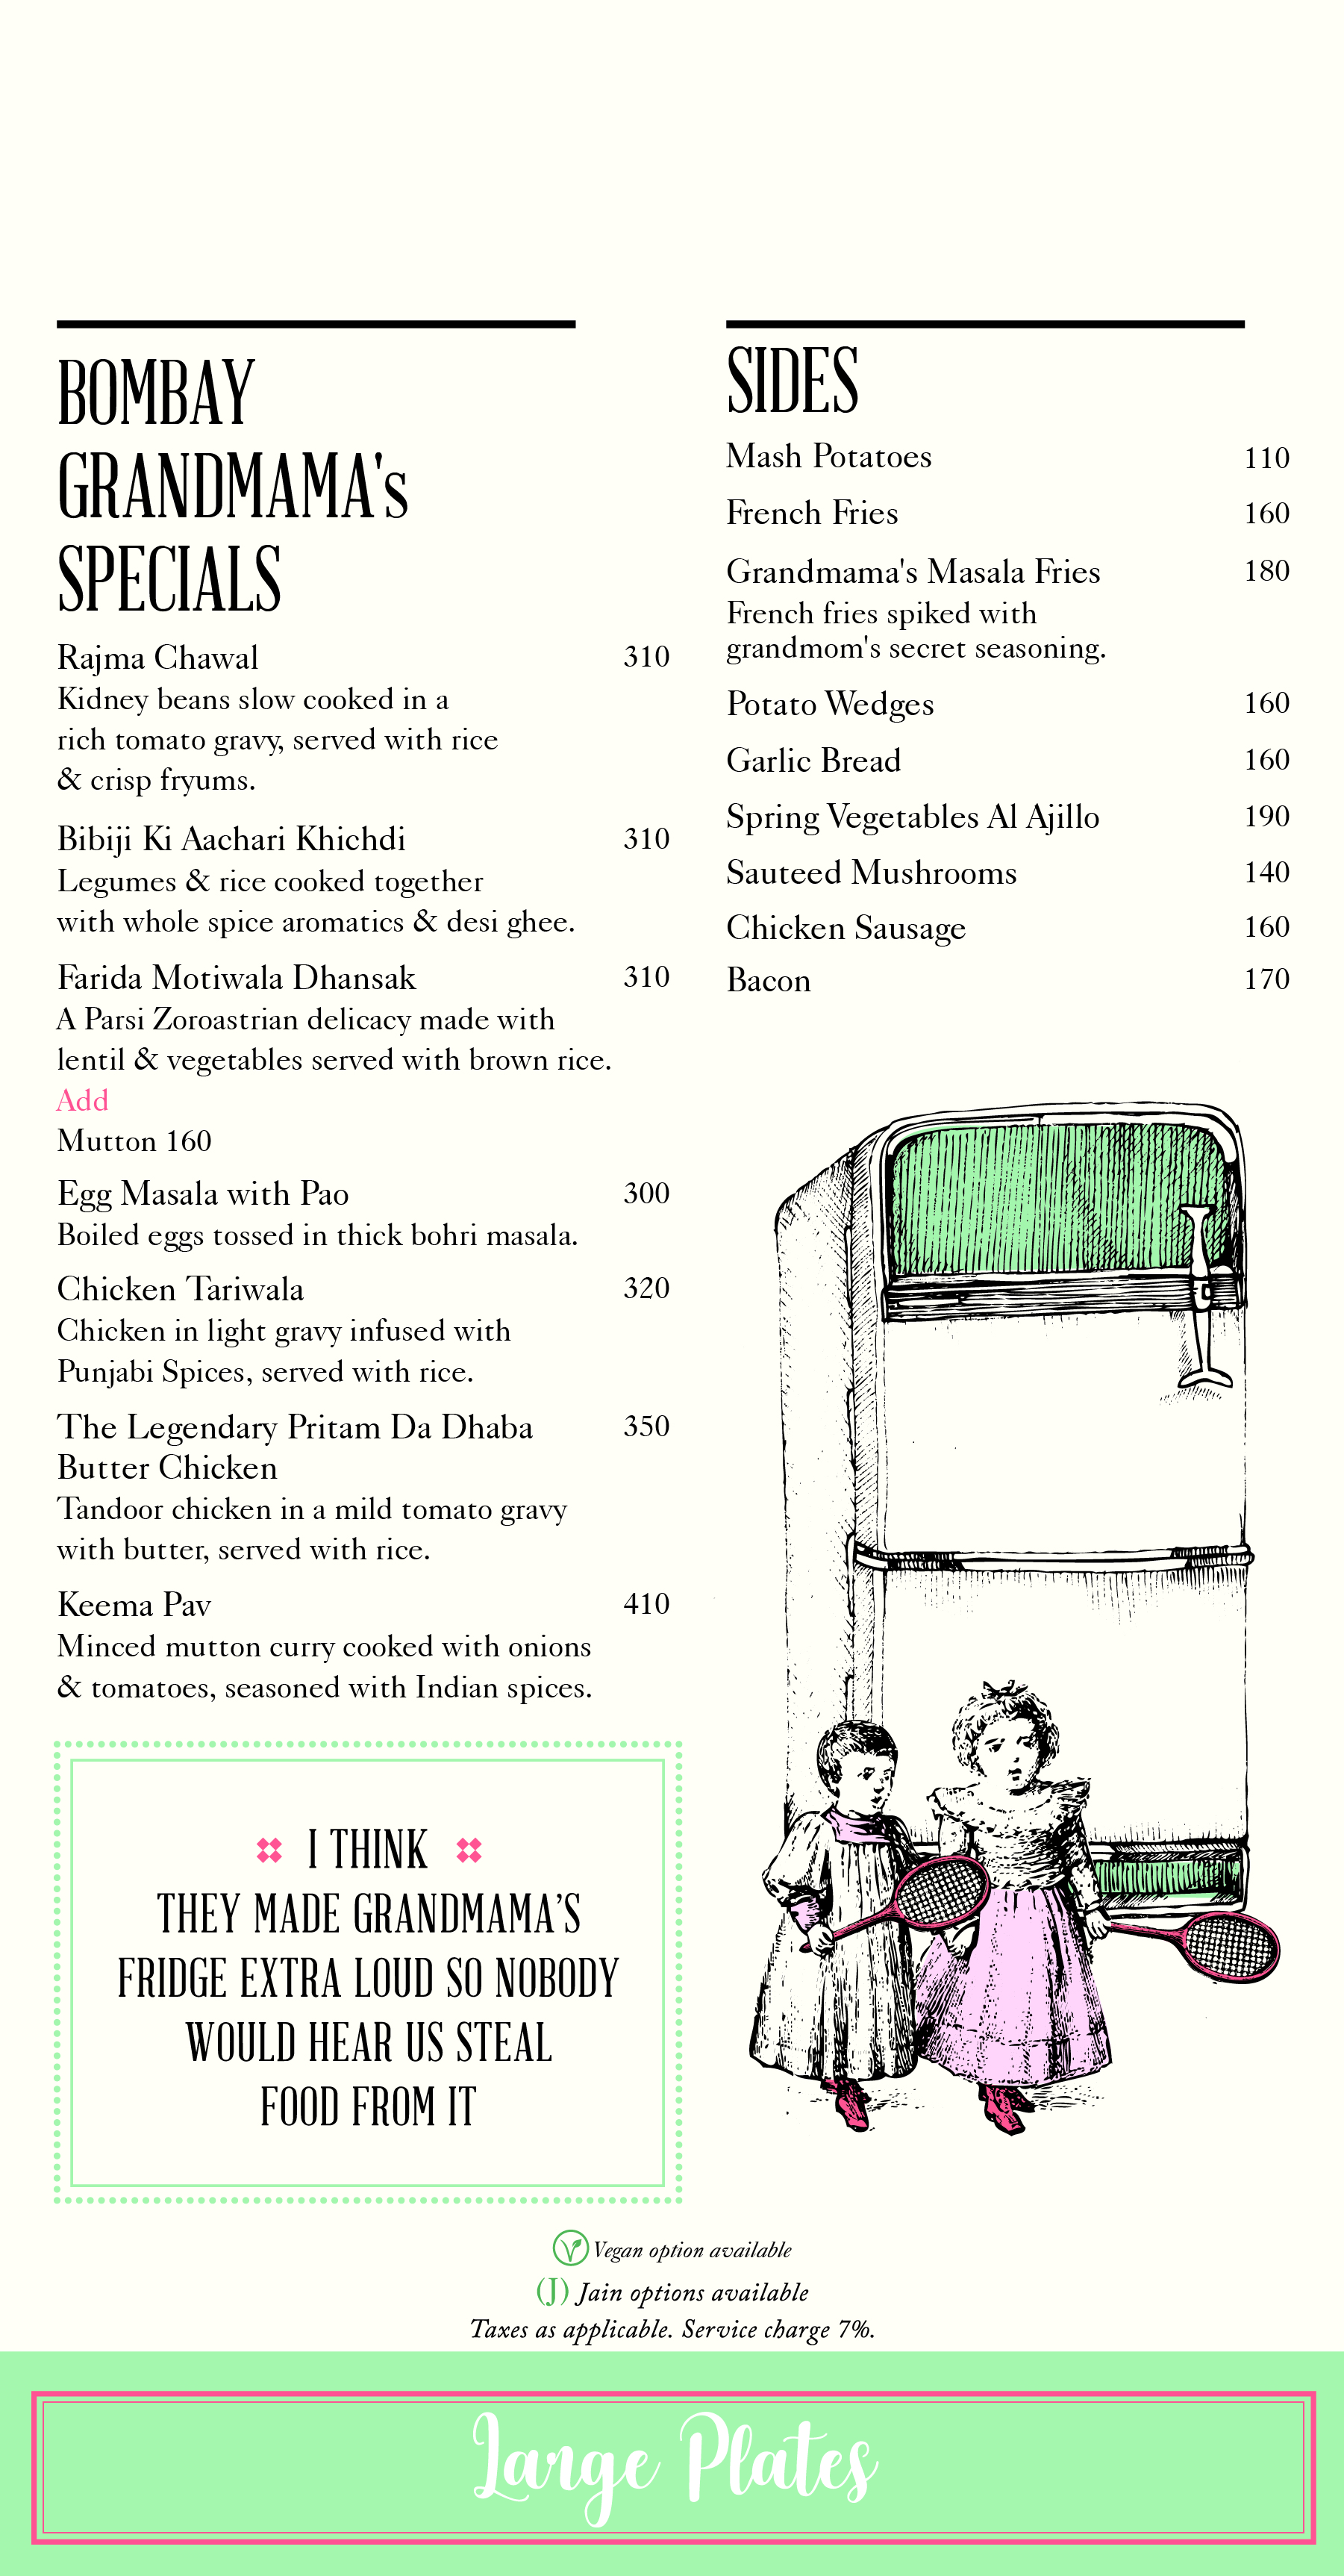 BOMBAY
GRANDMAMA's
SPECIALS
Rajma Chawal 310
Kidney beans slow cooked in a
rich tomato gravy, served with rice
& crisp fryums.
Bibiji Ki Aachari Khichdi 310
Legumes & rice cooked together
with whole spice aromatics & desi ghee.
Farida Motiwala Dhansak 310
A Parsi Zoroastrian delicacy made with
lentil & vegetables served with brown rice.
Add
Mutton 160
Egg Masala with Pao 300
Boiled eggs tossed in thick bohri masala.
Chicken Tariwala 320
Chicken in light gravy infused with
Punjabi Spices, served with rice.
The Legendary Pritam Da Dhaba 350
Butter Chicken
Tandoor chicken in a mild tomato gravy
with butter, served with rice.
Keema Pav 410
Minced mutton curry cooked with onions
& tomatoes, seasoned with Indian spices.
I THINK
THEY MADE GRANDMAMA’S
FRIDGE EXTRA LOUD SO NOBODY
WOULD HEAR US STEAL
FOOD FROM IT
SIDES
Mash Potatoes 110
French Fries 160
Grandmama's Masala Fries 180
French fries spiked with
grandmom's secret seasoning.
Potato Wedges 160
Garlic Bread 160
Spring Vegetables Al Ajillo 190
Sauteed Mushrooms 140
Chicken Sausage 160
Bacon 170
V Vegan option available
(J) Jain options available
Taxes as applicable. Service charge 7%.
Large Plates